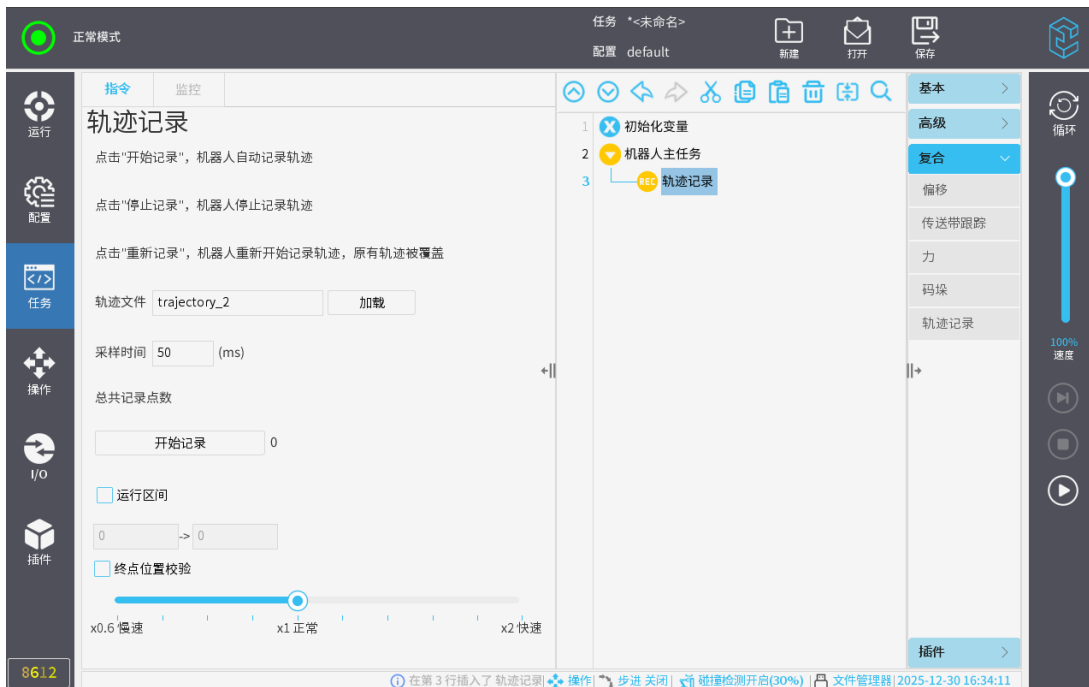 正常模式
任务 *<未命名>
配置 default
新建
打开
保存
运行
配置
任务
操作
I/O
插件
8612
指令
监控
轨迹记录
点击"开始记录"，机器人自动记录轨迹
点击"停止记录"，机器人停止记录轨迹
点击"重新记录"，机器人重新开始记录轨迹，原有轨迹被覆盖
轨迹文件 trajectory_2 加载
采样时间 50 (ms)
总共记录点数
开始记录 0
运行区间
0 -> 0
终点位置校验
x0.6 慢速 x1 正常 x2 快速
1 初始化变量
2 机器人主任务
3 REC 轨迹记录
基本
高级
复合
偏移
传送带跟踪
力
码垛
轨迹记录
插件
循环
100%
速度
在第 3 行插入了 轨迹记录| 操作| 步进 关闭| 碰撞检测开启(30%) | 文件管理器| 2025-12-30 16:34:11